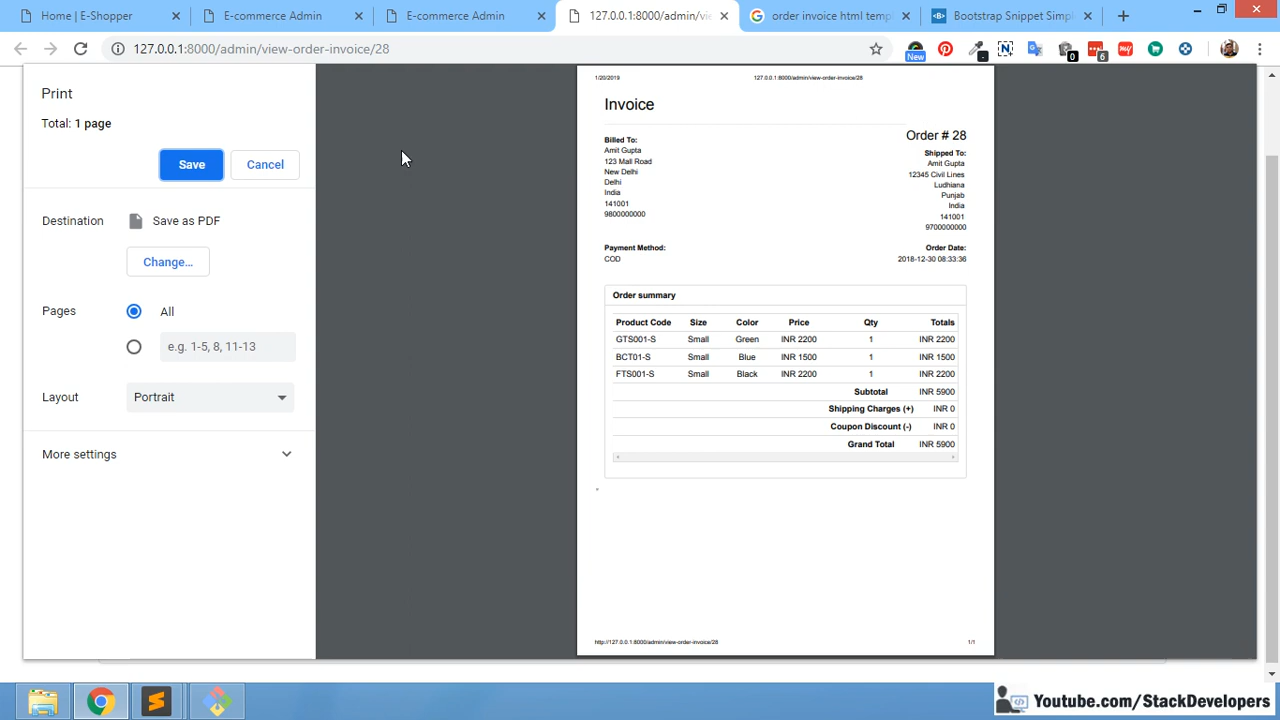 Home | E-Shopper
E-commerce Admin
E-commerce Admin
127.0.0.1:8000/admin/view-order-
order invoice html temp
Bootstrap Snippet Simpl
127.0.0.1:8000/admin/view-order-invoice/28
New
0
6
Print
Total: 1 page
Save
Cancel
Destination
Save as PDF
Change...
Pages
All
e.g. 1-5, 8, 11-13
Layout
Portrait
More settings
1/20/2019
127.0.0.1:8000/admin/view-order-invoice/28
Invoice
Order # 28
Billed To:
Amit Gupta
123 Mall Road
New Delhi
Delhi
India
141001
9800000000
Shipped To:
Amit Gupta
12345 Civil Lines
Ludhiana
Punjab
India
141001
9700000000
Payment Method:
COD
Order Date:
2018-12-30 08:33:36
Order summary
Product Code Size Color Price Qty Totals
GTS001-S Small Green INR 2200 1 INR 2200
BCT01-S Small Blue INR 1500 1 INR 1500
FTS001-S Small Black INR 2200 1 INR 2200
Subtotal INR 5900
Shipping Charges (+) INR 0
Coupon Discount (-) INR 0
Grand Total INR 5900
http://127.0.0.1:8000/admin/view-order-invoice/28
1/1
Youtube.com/StackDevelopers